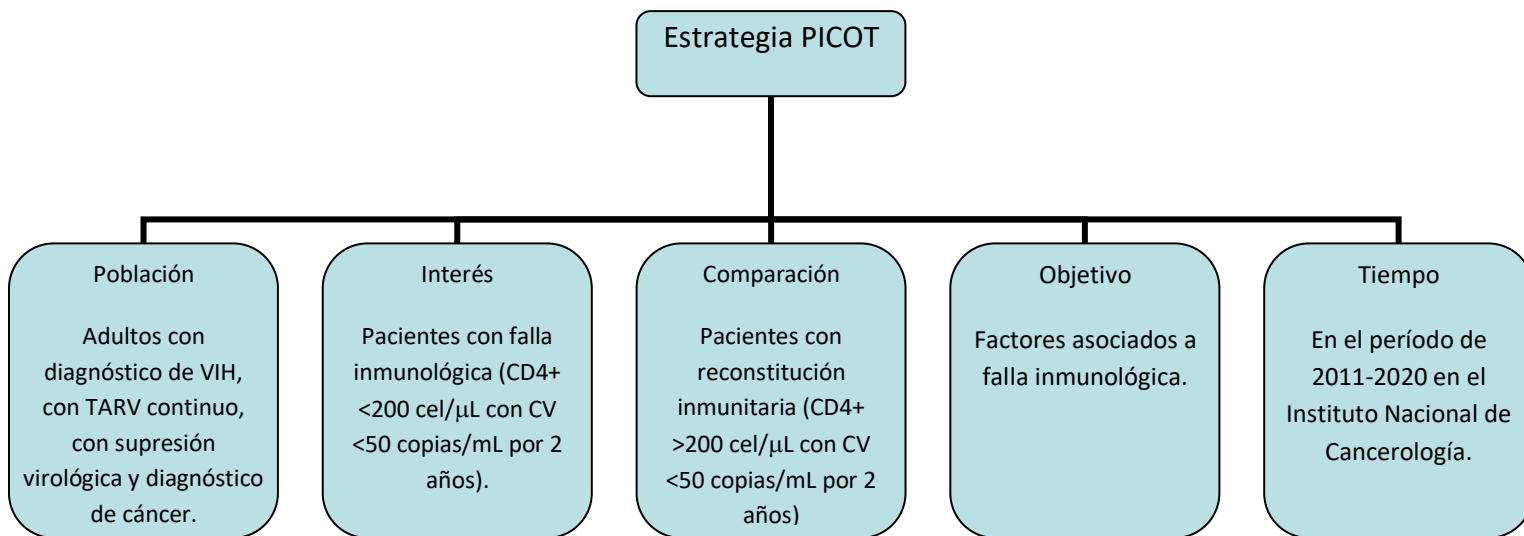 Estrategia PICOT
Población
Adultos con
diagnóstico de VIH,
con TARV continuo,
con supresión
virológica y diagnóstico
de cáncer.
Interés
Pacientes con falla
inmunológica (CD4+
<200 cel/μL con CV
<50 copias/mL por 2
años).
Comparación
Pacientes con
reconstitución
inmunitaria (CD4+
>200 cel/μL con CV
<50 copias/mL por 2
años)
Objetivo
Factores asociados a
falla inmunológica.
Tiempo
En el período de
2011-2020 en el
Instituto Nacional de
Cancerología.